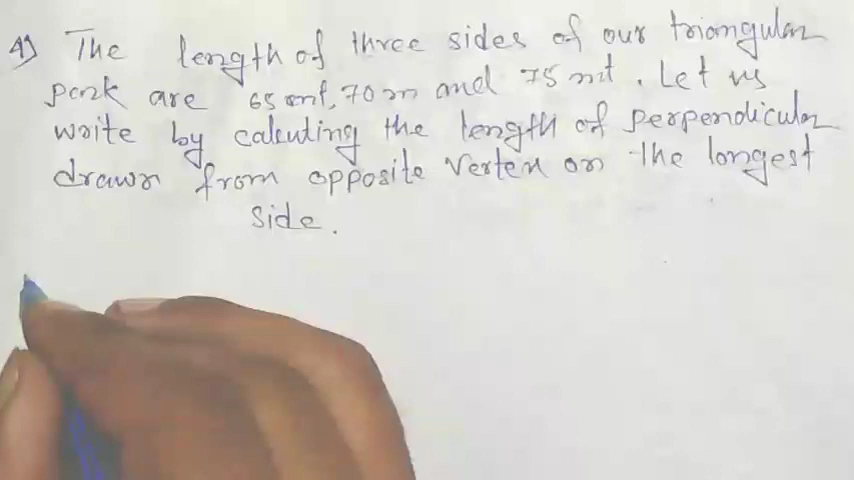 4) The length of three sides of our triangular
park are 65 mt, 70 m and 75 mt. Let us
write by calcuting the length of perpendicular
drawn from opposite vertex on the longest
side.